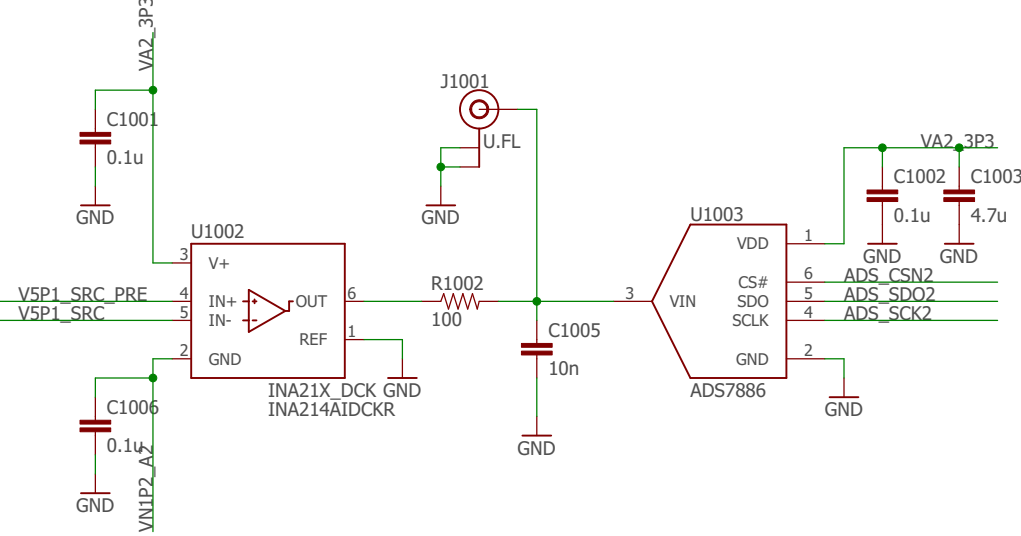 VA2_3P3
J1001
C1001
0.1u
U.FL
GND
GND
VA2_3P3
C1002
C1003
0.1u
4.7u
GND
GND
U1002
3
V+
V5P1_SRC_PRE
4
IN+
OUT
6
V5P1_SRC
5
IN-
REF
1
2
GND
INA21X_DCK
GND
INA214AIDCKR
R1002
100
C1005
10n
GND
U1003
VDD
1
3
VIN
CS#
6
ADS_CSN2
SDO
5
ADS_SDO2
SCLK
4
ADS_SCK2
GND
2
ADS7886
GND
C1006
0.1u
GND
VN1P2_A2